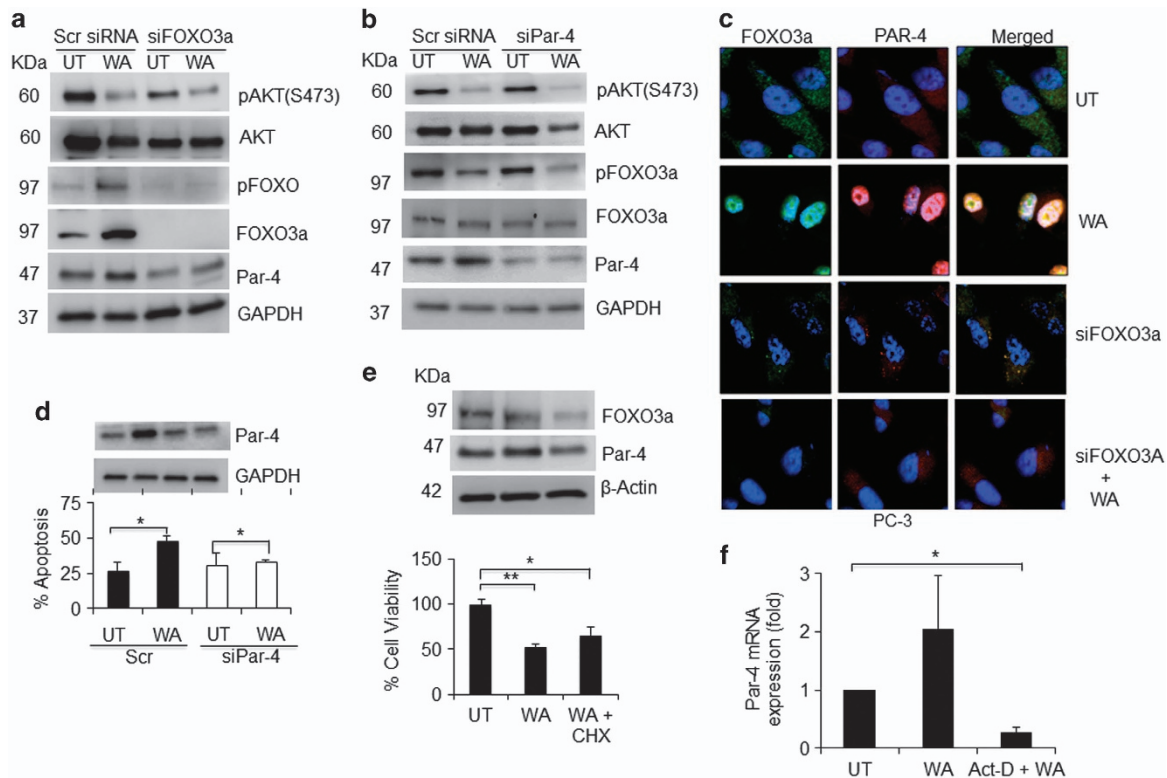 a
Scr siRNA siFOXO3a
KDa UT WA UT WA
60 pAKT(S473)
60 AKT
97 pFOXO
97 FOXO3a
47 Par-4
37 GAPDH
b
Scr siRNA siPar-4
KDa UT WA UT WA
60 pAKT(S473)
60 AKT
97 pFOXO3a
97 FOXO3a
47 Par-4
37 GAPDH
c
FOXO3a PAR-4 Merged
UT
WA
siFOXO3a
siFOXO3A
+
WA
PC-3
d
Par-4
GAPDH
% Apoptosis
75
50
25
0
* *
UT WA UT WA
Scr siPar-4
e
KDa
97 FOXO3a
47 Par-4
42 β-Actin
% Cell Viability
150
100
50
0
*
**
UT WA WA +
CHX
f
Par-4 mRNA
expression (fold)
4
3
2
1
0
*
UT WA Act-D + WA